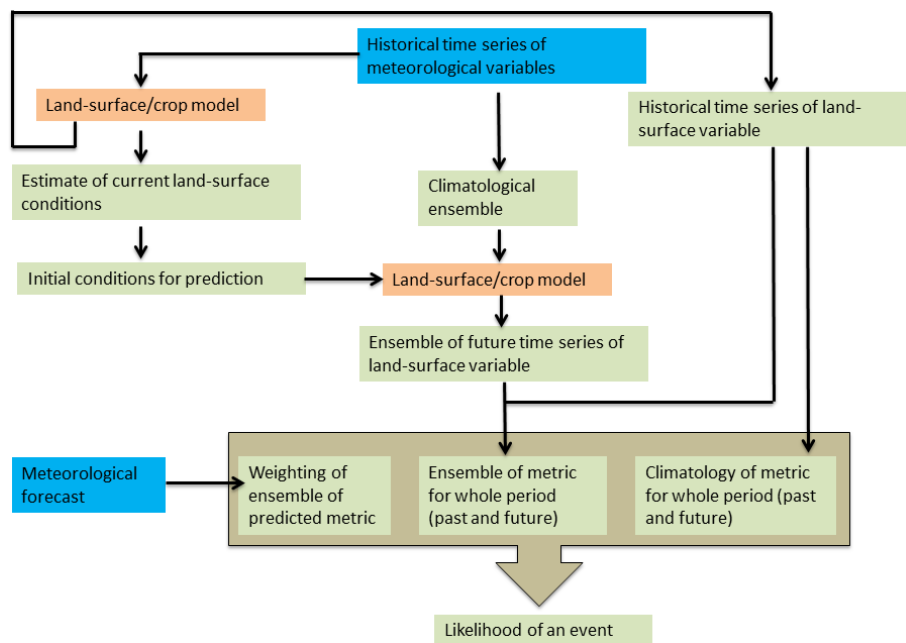 Historical time series of
meteorological variables
Land-surface/crop model
Historical time series of land-
surface variable
Estimate of current land-surface
conditions
Climatological
ensemble
Initial conditions for prediction
Land-surface/crop model
Ensemble of future time series of
land-surface variable
Meteorological
forecast
Weighting of
ensemble of
predicted metric
Ensemble of metric
for whole period
(past and future)
Climatology of metric
for whole period (past
and future)
Likelihood of an event